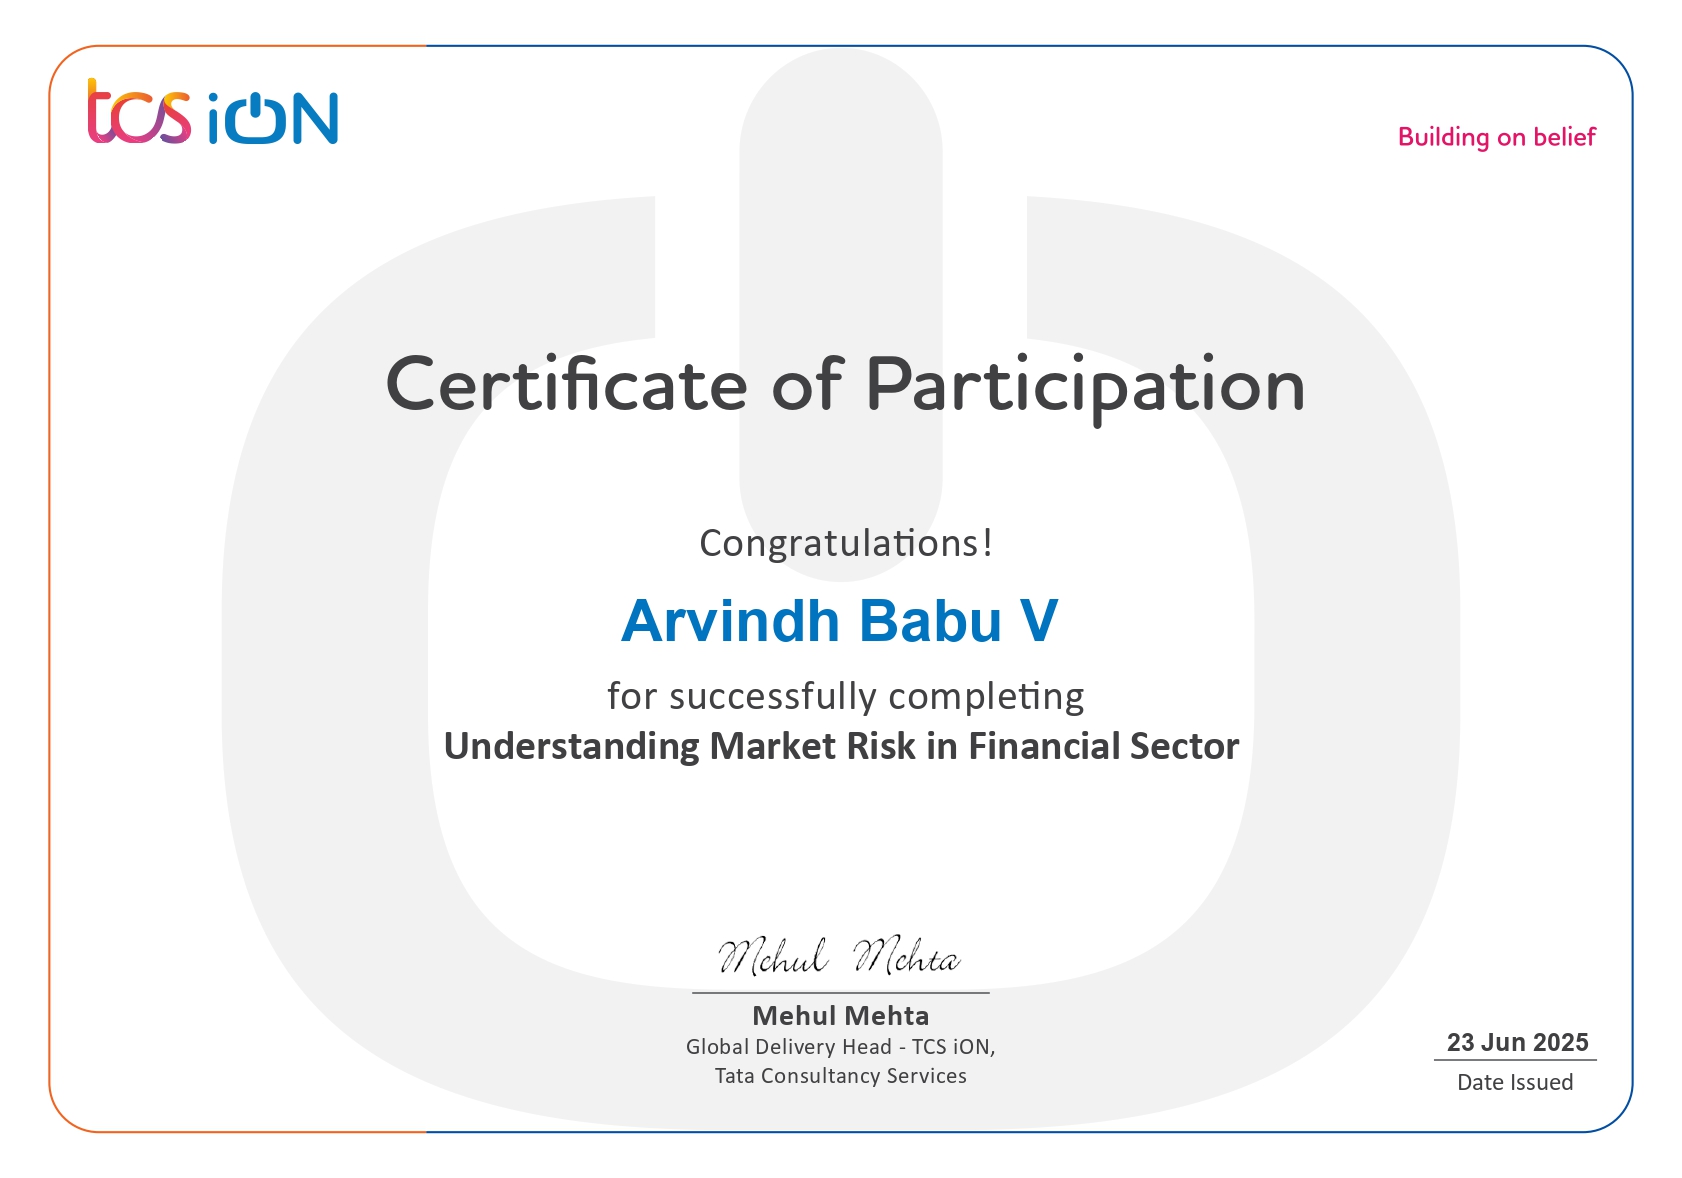 tcs iON
Building on belief
Certificate of Participation
Congratulations!
Arvindh Babu V
for successfully completing
Understanding Market Risk in Financial Sector
Mehul Mehta
Mehul Mehta
Global Delivery Head - TCS iON,
Tata Consultancy Services
23 Jun 2025
Date Issued